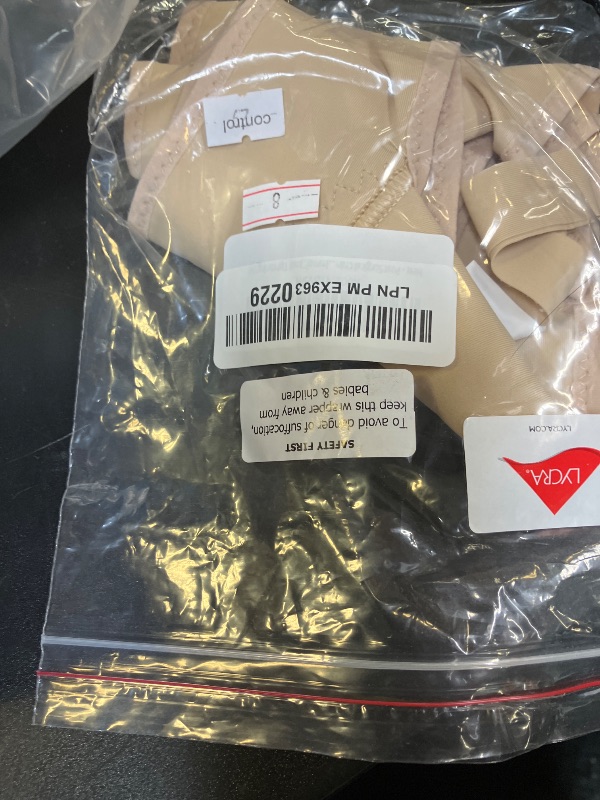 LYCRA.COM
LYCRA®
SAFETY FIRST
To avoid danger of suffocation,
keep this wrapper away from
babies & children
LPN PM EX9630229
8
control